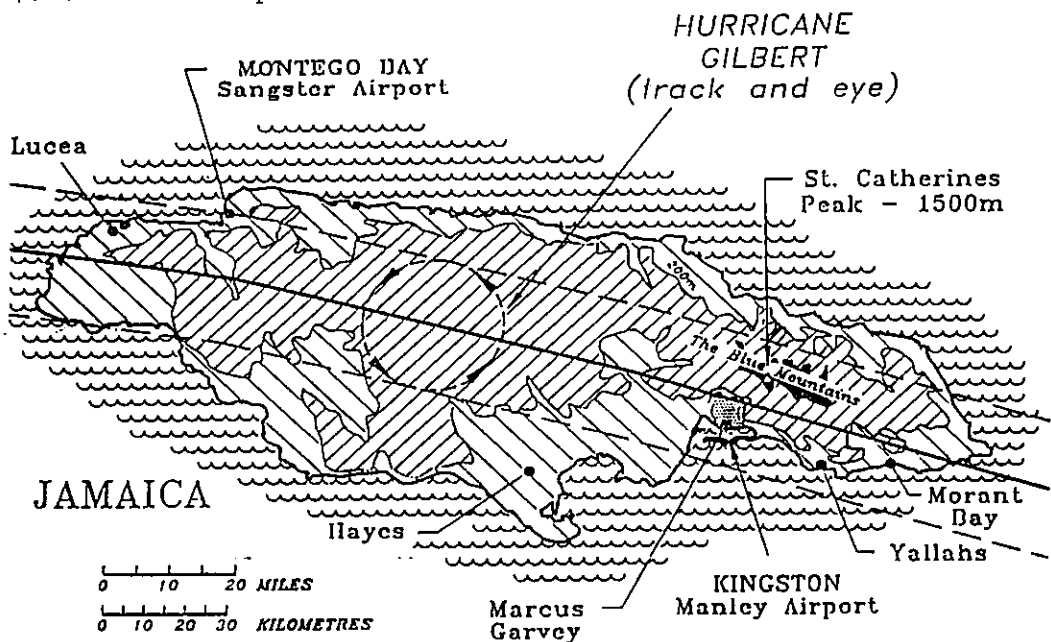 HURRICANE
GILBERT
(track and eye)
MONTEGO BAY
Sangster Airport
Lucea
St. Catherines
Peak - 1500m
200m
The Blue Mountains
JAMAICA
Hayes
Morant
Bay
Yallahs
KINGSTON
Manley Airport
Marcus
Garvey
0 10 20 MILES
0 10 20 30 KILOMETRES